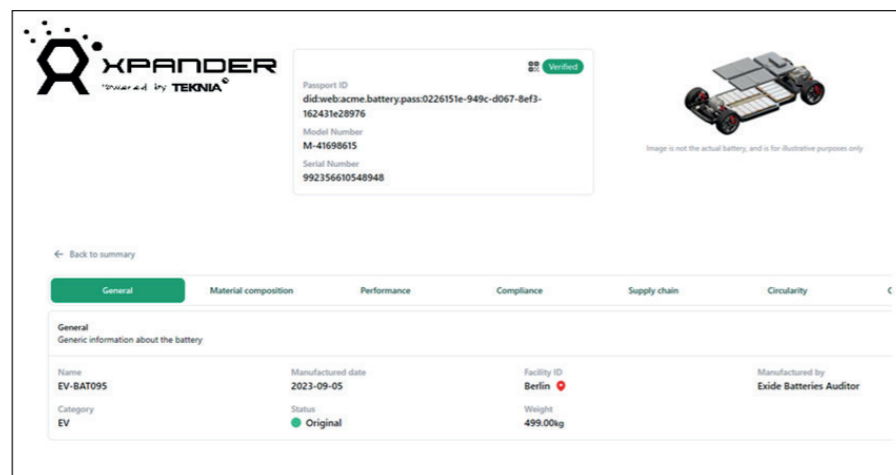 XPANDER
Powered by TEKNIA
Verified
Passport ID
did:web:acme.battery.pass:0226151e-949c-d067-8ef3-
162431e28976
Model Number
M-41698615
Serial Number
992356610548948
Image is not the actual battery, and is for illustrative purposes only
← Back to summary
General Material composition Performance Compliance Supply chain Circularity
General
Generic information about the battery
Name Manufactured date Facility ID Manufactured by
EV-BAT095 2023-09-05 Berlin Exide Batteries Auditor
Category Status Weight
EV Original 499.00kg